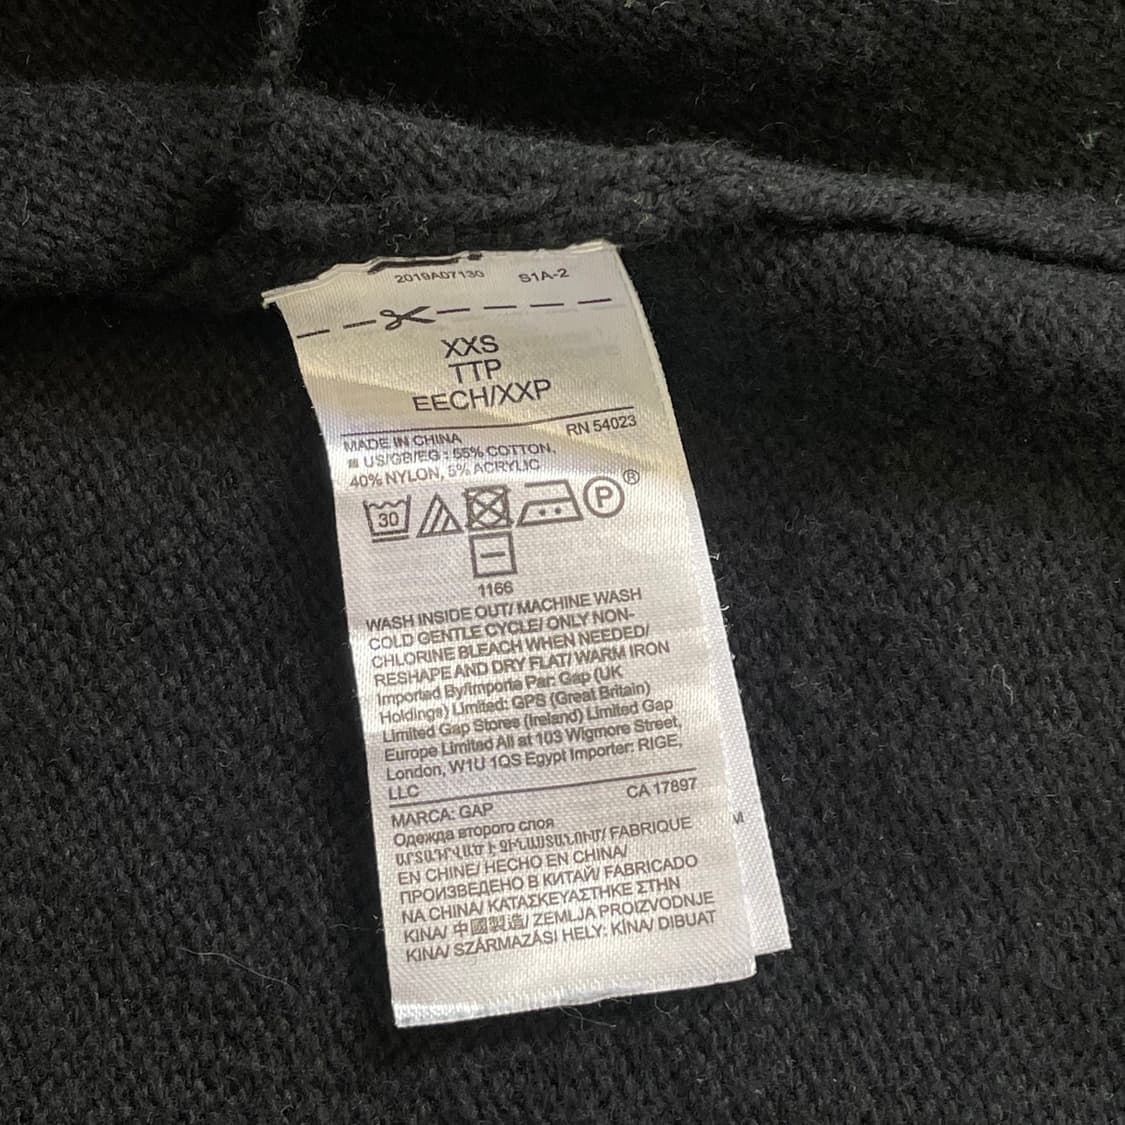 2019A07130 S1A-2
XXS
TTP
EECH/XXP
RN 54023
MADE IN CHINA
US/GB/EG : 55% COTTON,
40% NYLON, 5% ACRYLIC
30 P ®
1166
WASH INSIDE OUT/ MACHINE WASH
COLD GENTLE CYCLE/ ONLY NON-
CHLORINE BLEACH WHEN NEEDED/
RESHAPE AND DRY FLAT/ WARM IRON
Imported By/Importe Par: Gap (UK
Holdings) Limited: GPS (Great Britain)
Limited Gap Stores (Ireland) Limited Gap
Europe Limited All at 103 Wigmore Street,
London, W1U 1QS Egypt Importer: RIGE,
LLC
CA 17897
MARCA: GAP
Одежда второго слоя
ԱՐՏԱԴՐՎԱԾ Է ՉԻՆԱՍՏԱՆՈՒՄ/ FABRIQUE
EN CHINE/ HECHO EN CHINA/
ПРОИЗВЕДЕНО В КИТАЙ/ FABRICADO
NA CHINA/ ΚΑΤΑΣΚΕΥΑΣΤΗΚΕ ΣΤΗΝ
KINA/ 中國製造/ ZEMLJA PROIZVODNJE
KINA/ SZÁRMAZÁSI HELY: KÍNA/ DIBUAT
M